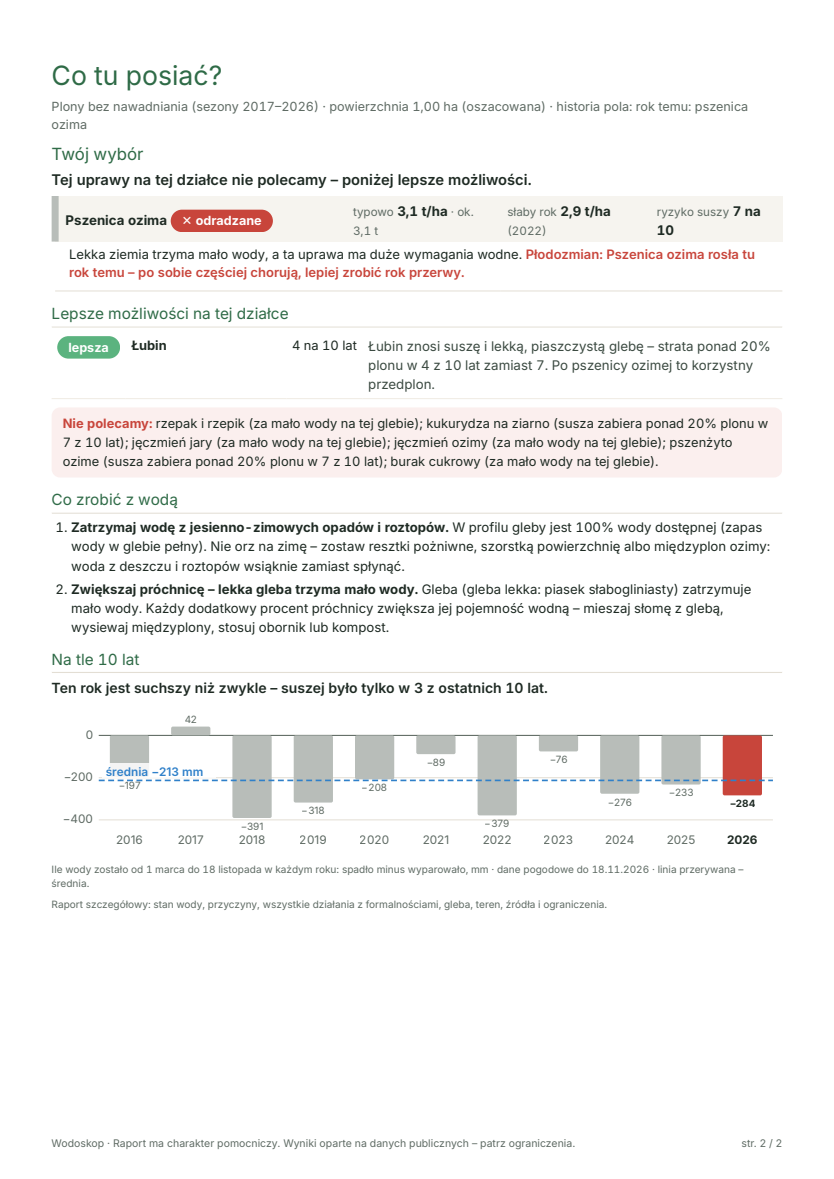 Co tu posiać?
Plony bez nawadniania (sezony 2017–2026) · powierzchnia 1,00 ha (oszacowana) · historia pola: rok temu: pszenica
ozima
Twój wybór
Tej uprawy na tej działce nie polecamy – poniżej lepsze możliwości.
Pszenica ozima × odradzane typowo 3,1 t/ha · ok. słaby rok 2,9 t/ha ryzyko suszy 7 na
3,1 t (2022) 10
Lekka ziemia trzyma mało wody, a ta uprawa ma duże wymagania wodne. Płodozmian: Pszenica ozima rosła tu
rok temu – po sobie częściej chorują, lepiej zrobić rok przerwy.
Lepsze możliwości na tej działce
lepsza Łubin 4 na 10 lat Łubin znosi suszę i lekką, piaszczystą glebę – strata ponad 20%
plonu w 4 z 10 lat zamiast 7. Po pszenicy ozimej to korzystny
przedplon.
Nie polecamy: rzepak i rzepik (za mało wody na tej glebie); kukurydza na ziarno (susza zabiera ponad 20% plonu w
7 z 10 lat); jęczmień jary (za mało wody na tej glebie); jęczmień ozimy (za mało wody na tej glebie); pszenżyto
ozime (susza zabiera ponad 20% plonu w 7 z 10 lat); burak cukrowy (za mało wody na tej glebie).
Co zrobić z wodą
1. Zatrzymaj wodę z jesienno-zimowych opadów i roztopów. W profilu gleby jest 100% wody dostępnej (zapas
wody w glebie pełny). Nie orz na zimę – zostaw resztki pożniwne, szorstką powierzchnię albo międzyplon ozimy:
woda z deszczu i roztopów wsiąknie zamiast spłynąć.
2. Zwiększaj próchnicę – lekka gleba trzyma mało wody. Gleba (gleba lekka: piasek słabogliniasty) zatrzymuje
mało wody. Każdy dodatkowy procent próchnicy zwiększa jej pojemność wodną – mieszaj słomę z glebą,
wysiewaj międzyplony, stosuj obornik lub kompost.
Na tle 10 lat
Ten rok jest suchszy niż zwykle – suszej było tylko w 3 z ostatnich 10 lat.
42
0
−89
−76
średnia −213 mm
−200
−197
−208
−233
−276
−284
−318
−400
−391
−379
2016 2017 2018 2019 2020 2021 2022 2023 2024 2025 2026
Ile wody zostało od 1 marca do 18 listopada w każdym roku: spadło minus wyparowało, mm · dane pogodowe do 18.11.2026 · linia przerywana –
średnia.
Raport szczegółowy: stan wody, przyczyny, wszystkie działania z formalnościami, gleba, teren, źródła i ograniczenia.
Wodoskop · Raport ma charakter pomocniczy. Wyniki oparte na danych publicznych – patrz ograniczenia. str. 2 / 2